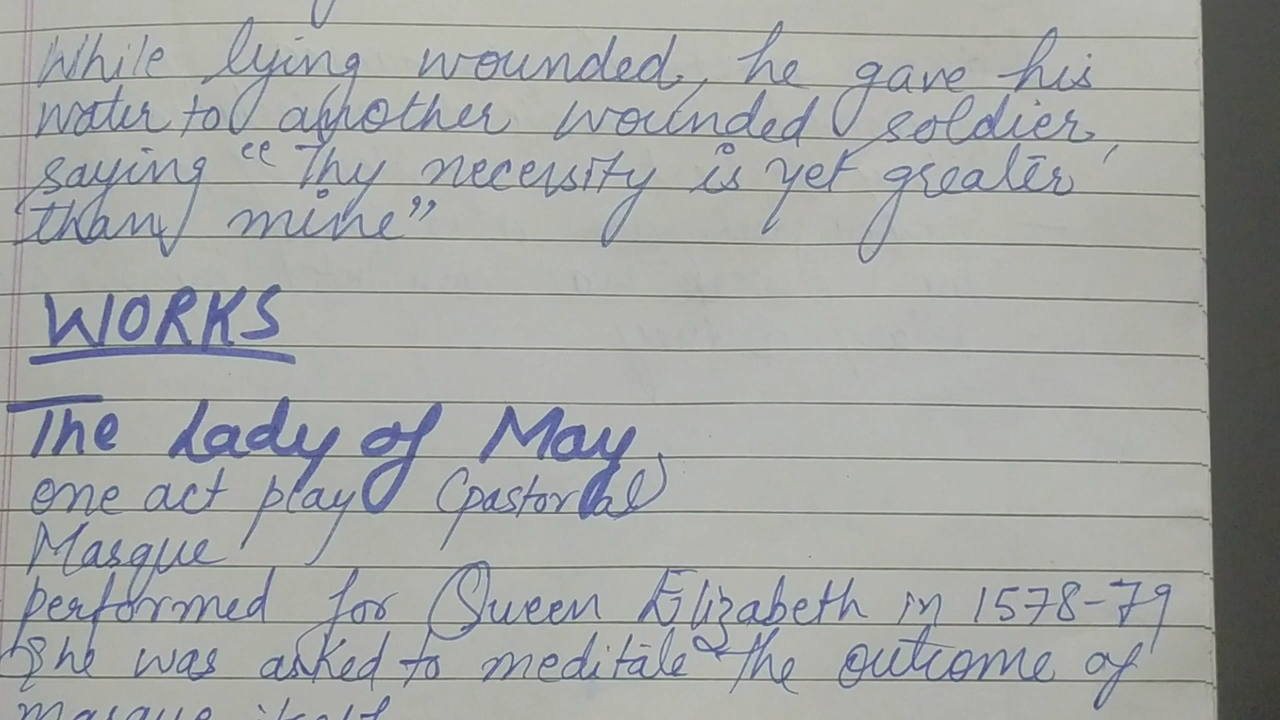 While lying wounded, he gave his
water to another wounded soldier,
saying "Thy necessity is yet greater
than mine"
WORKS
The Lady of May
one act play (pastoral)
Masque
performed for Queen Elizabeth in 1578-79
She was asked to meditate the outcome of
masque itself